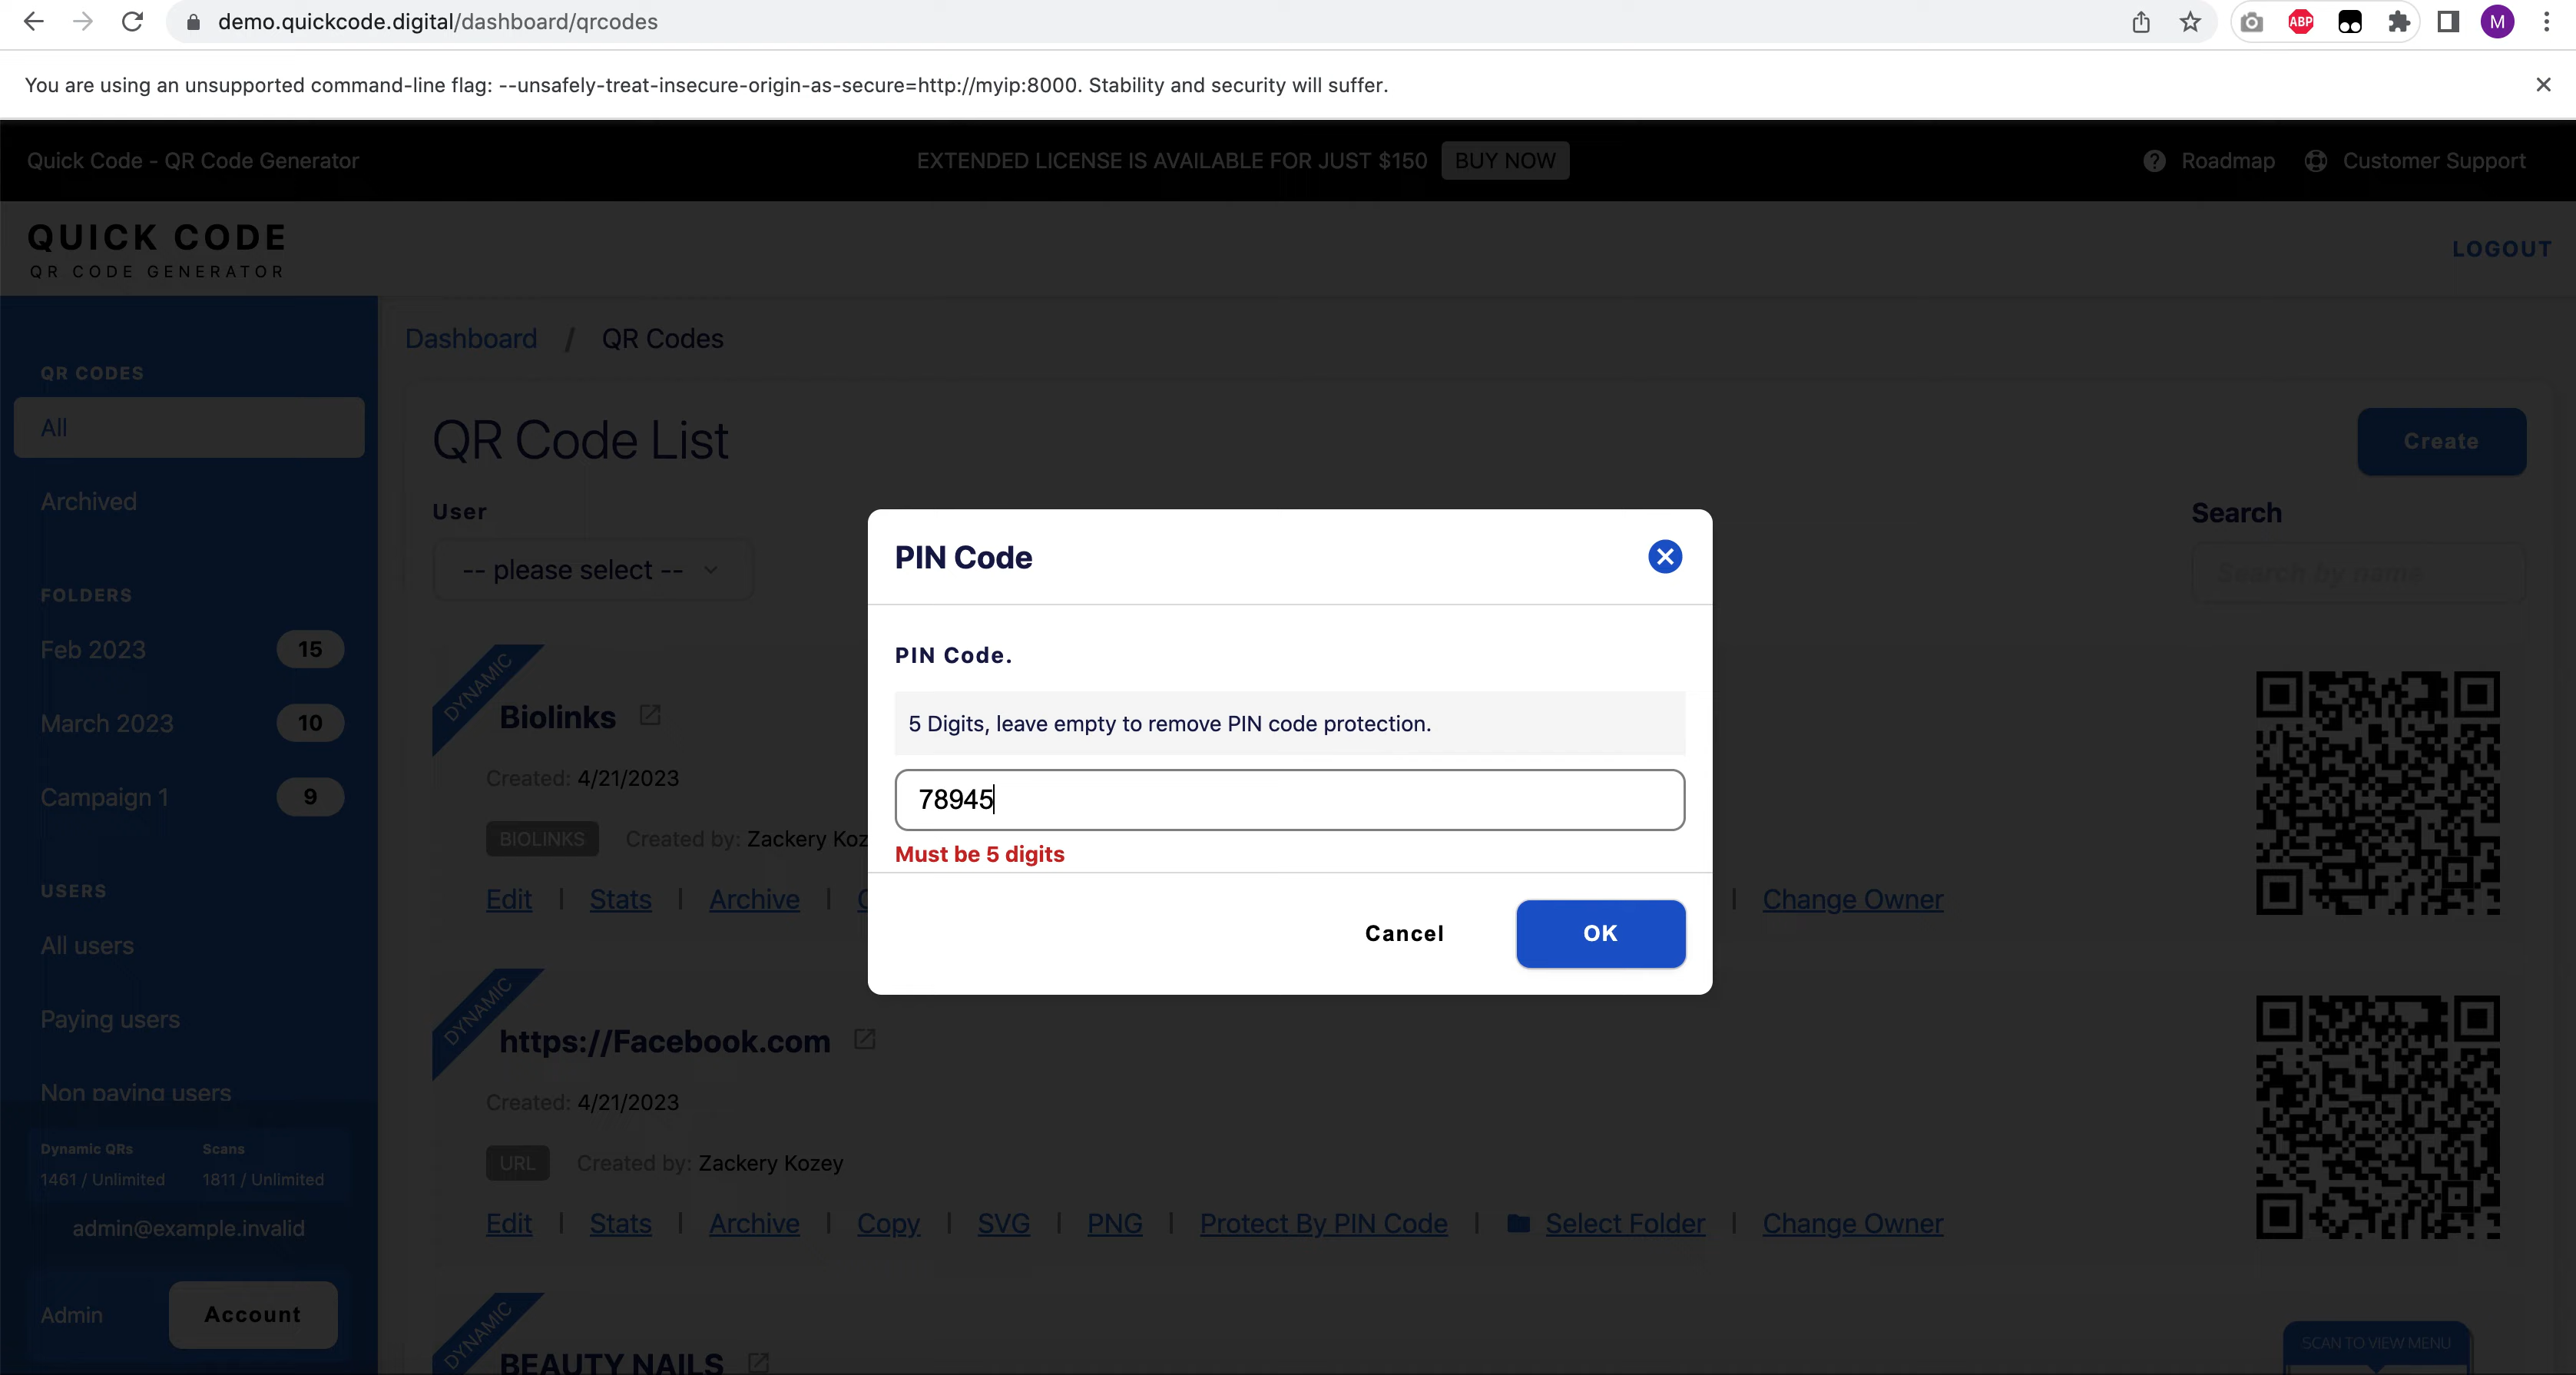 demo.quickcode.digital/dashboard/qrcodes
ABP
M
You are using an unsupported command-line flag: --unsafely-treat-insecure-origin-as-secure=http://myip:8000. Stability and security will suffer.
Quick Code - QR Code Generator
EXTENDED LICENSE IS AVAILABLE FOR JUST $150
BUY NOW
Roadmap
Customer Support
QUICK CODE
QR CODE GENERATOR
LOGOUT
QR CODES
All
Archived
FOLDERS
Feb 2023 15
March 2023 10
Campaign 1 9
USERS
All users
Paying users
Non paying users
Dynamic QRs Scans
1461 / Unlimited 1811 / Unlimited
admin@example.invalid
Admin
Account
Dashboard / QR Codes
QR Code List
Create
User
-- please select --
Search
Search by name
DYNAMIC
Biolinks
Created: 4/21/2023
BIOLINKS Created by: Zackery Koz
Edit | Stats | Archive | | Change Owner
PIN Code
PIN Code.
5 Digits, leave empty to remove PIN code protection.
78945
Must be 5 digits
Cancel
OK
DYNAMIC
https://Facebook.com
Created: 4/21/2023
URL Created by: Zackery Kozey
Edit | Stats | Archive | Copy | SVG | PNG | Protect By PIN Code | Select Folder | Change Owner
DYNAMIC
BEAUTY NAILS
SCAN TO VIEW MENU